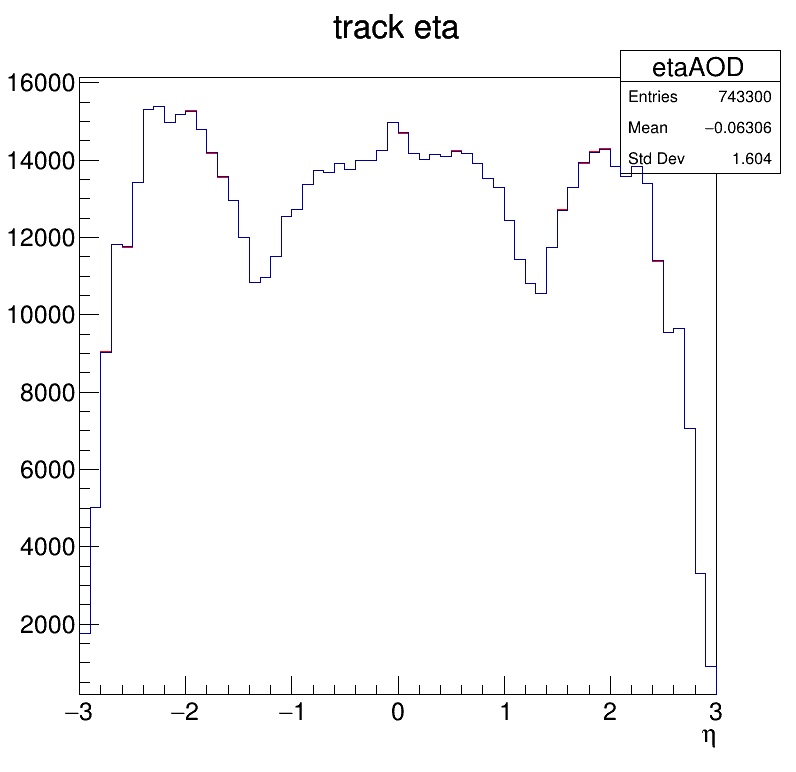 track eta
etaAOD
Entries 743300
Mean −0.06306
Std Dev 1.604
16000
14000
12000
10000
8000
6000
4000
2000
−3 −2 −1 0 1 2 3
η